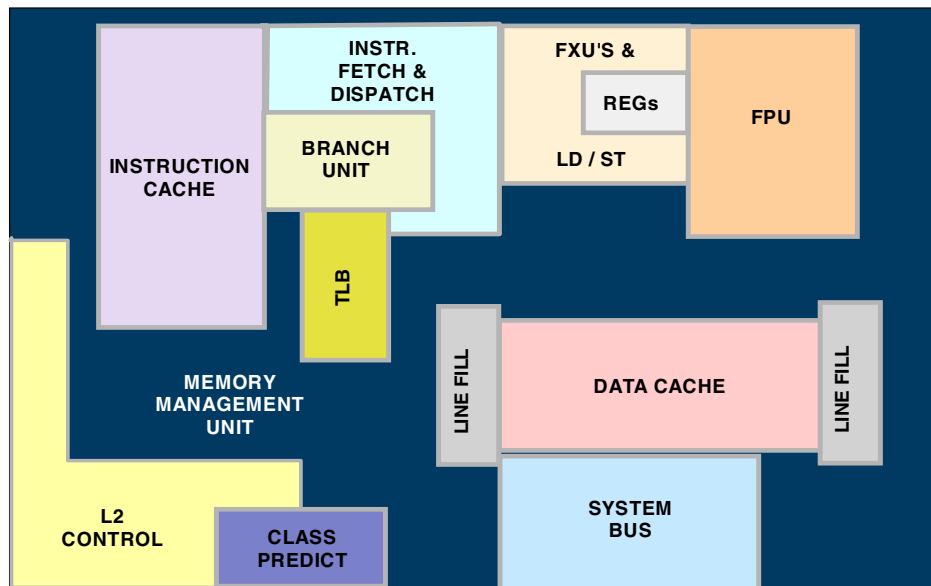 INSTR.
FETCH &
DISPATCH
FXU'S &
REGs
FPU
LD / ST
BRANCH
UNIT
INSTRUCTION
CACHE
TLB
MEMORY
MANAGEMENT
UNIT
LINE FILL
DATA CACHE
LINE FILL
L2
CONTROL
CLASS
PREDICT
SYSTEM
BUS